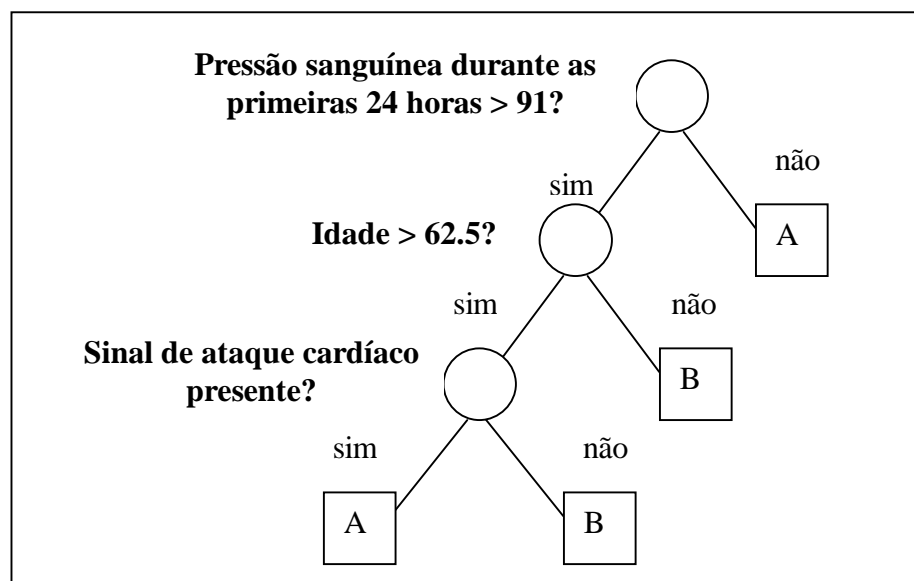 Pressão sanguínea durante as
primeiras 24 horas > 91?
sim
não
Idade > 62.5?
A
sim
não
Sinal de ataque cardíaco
presente?
B
sim
não
A
B